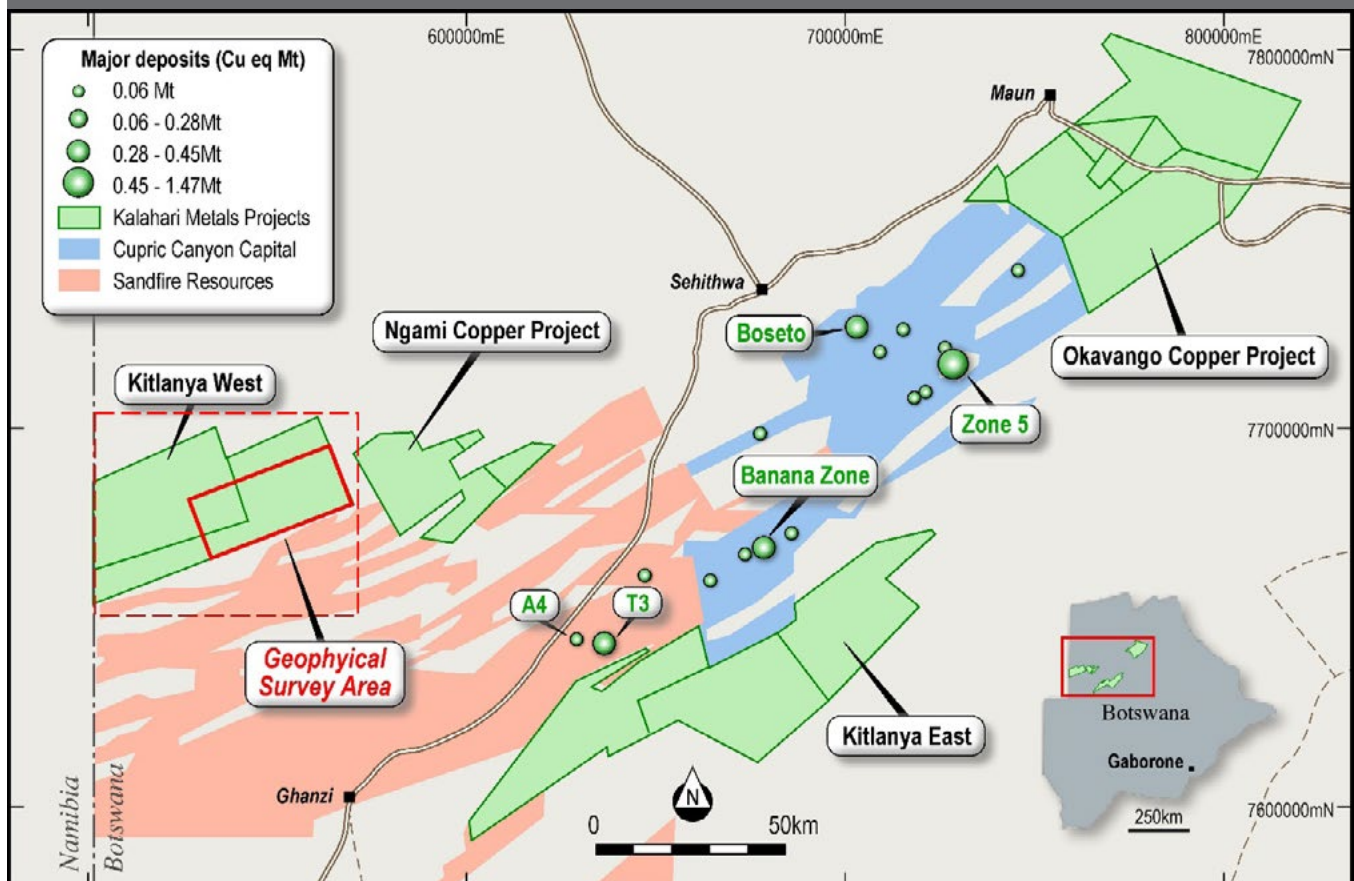 600000mE
700000mE
800000mE
7800000mN
Major deposits (Cu eq Mt)
0.06 Mt
0.06 - 0.28Mt
0.28 - 0.45Mt
0.45 - 1.47Mt
Kalahari Metals Projects
Cupric Canyon Capital
Sandfire Resources
Maun
Sehithwa
Ngami Copper Project
Boseto
Okavango Copper Project
Kitlanya West
Zone 5
7700000mN
Banana Zone
A4
T3
Geophyical
Survey Area
Kitlanya East
Botswana
Gaborone
250km
Ghanzi
N
0
50km
7600000mN
Namibia
Botswana